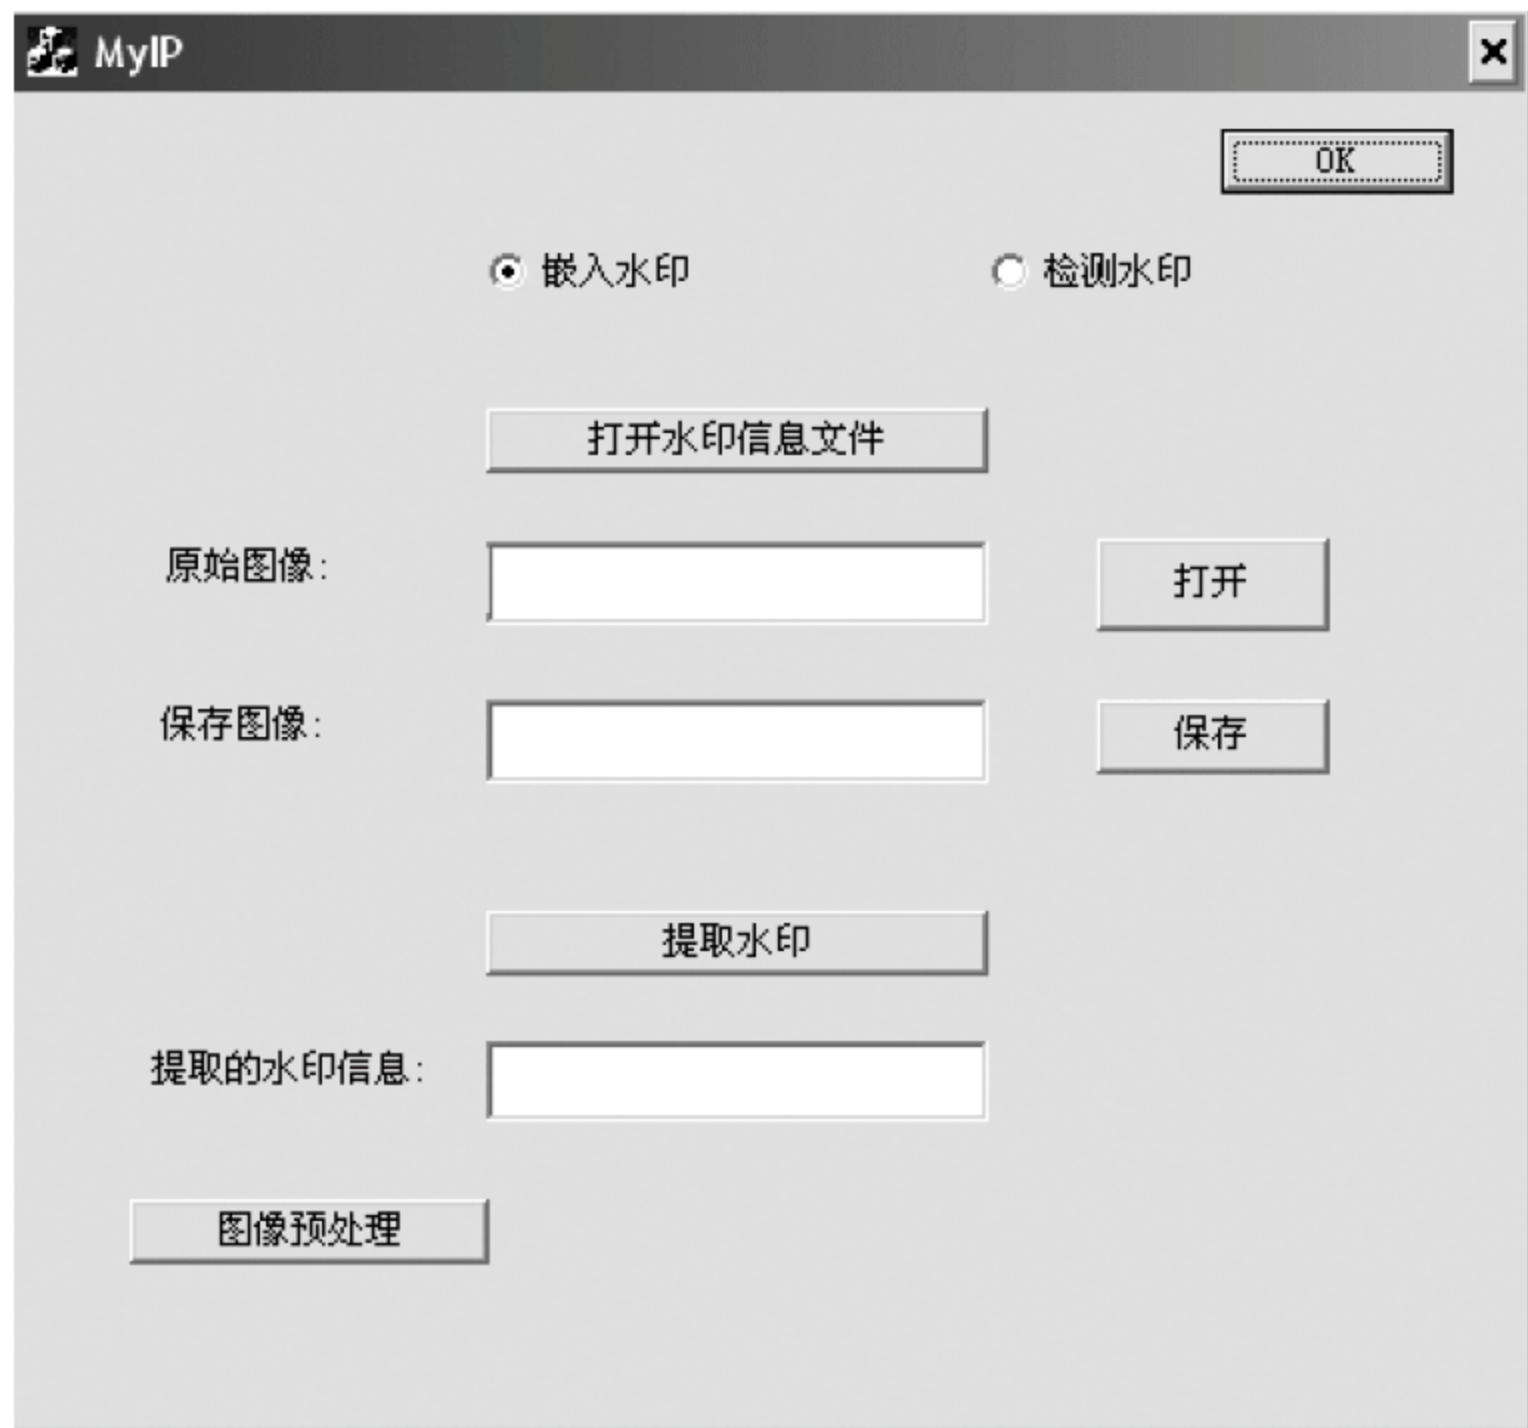 MyIP
OK
嵌入水印 检测水印
打开水印信息文件
原始图像: 打开
保存图像: 保存
提取水印
提取的水印信息:
图像预处理